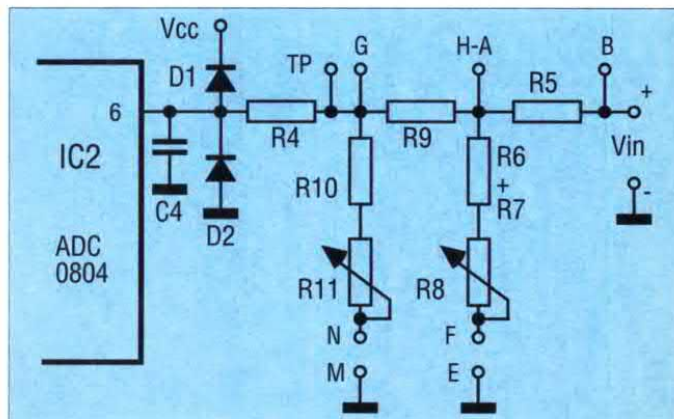 Vcc
G
H-A
B
D1
TP
R5
+
6
R4
R9
Vin
IC2
R6
+
R7
R10
-
C4
D2
ADC
0804
R11
R8
N
F
M
E